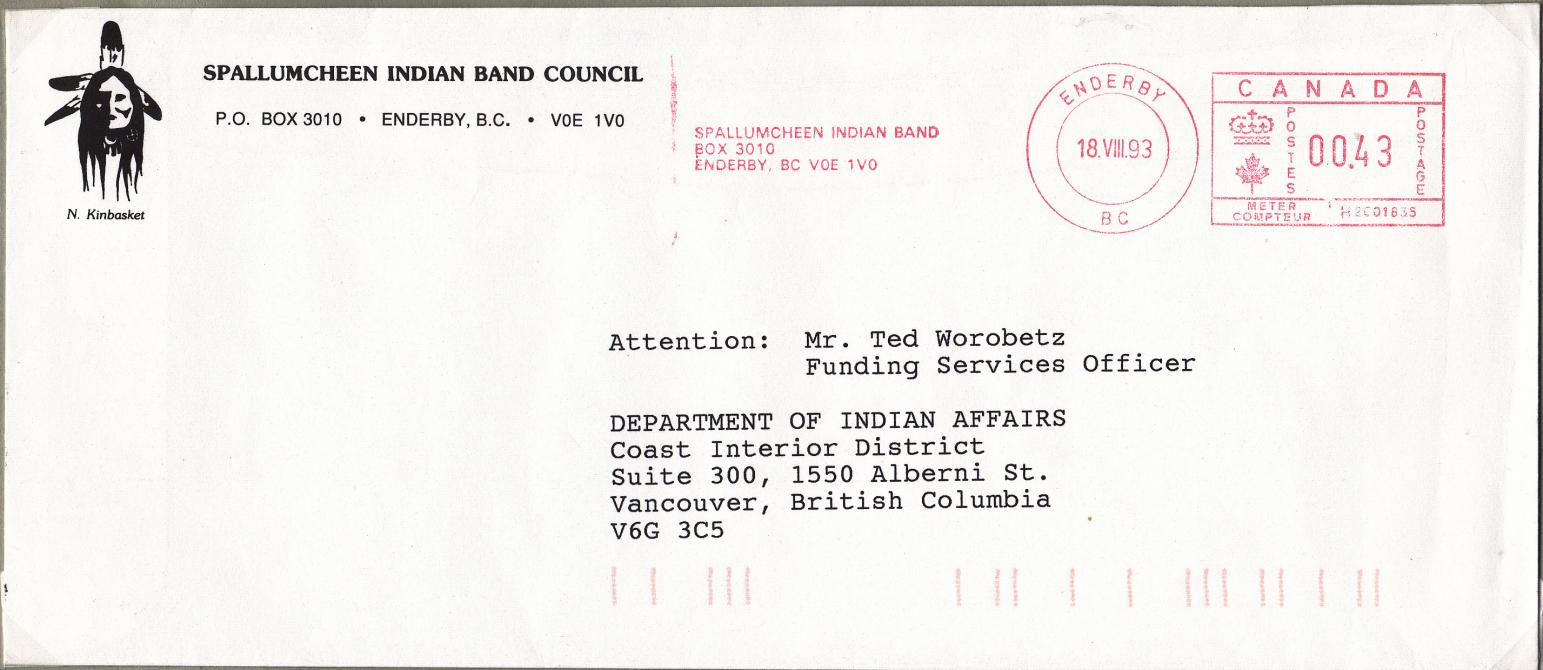 SPALLUMCHEEN INDIAN BAND COUNCIL
P.O. BOX 3010 • ENDERBY, B.C. • V0E 1V0
N. Kinbasket
SPALLUMCHEEN INDIAN BAND
BOX 3010
ENDERBY, BC V0E 1V0
ENDERBY
18.VIII.93
BC
CANADA
POSTES
00.43
POSTAGE
METER
COMPTEUR
Attention: Mr. Ted Worobetz
Funding Services Officer
DEPARTMENT OF INDIAN AFFAIRS
Coast Interior District
Suite 300, 1550 Alberni St.
Vancouver, British Columbia
V6G 3C5